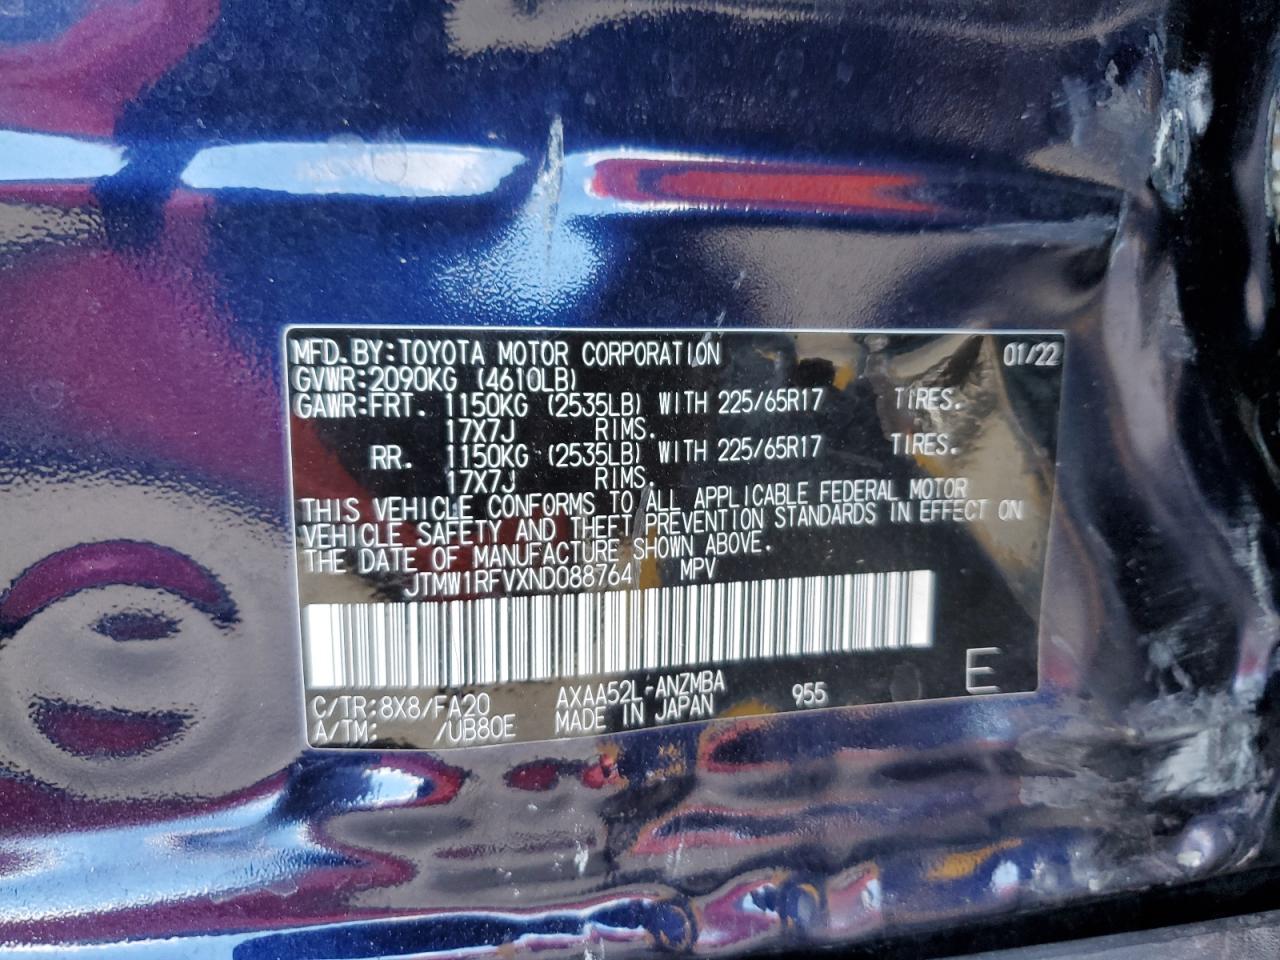 MFD.BY:TOYOTA MOTOR CORPORATION 01/22
GVWR:2090KG (4610LB)
GAWR:FRT. 1150KG (2535LB) WITH 225/65R17 TIRES.
17X7J RIMS.
RR. 1150KG (2535LB) WITH 225/65R17 TIRES.
17X7J RIMS.
THIS VEHICLE CONFORMS TO ALL APPLICABLE FEDERAL MOTOR
VEHICLE SAFETY AND THEFT PREVENTION STANDARDS IN EFFECT ON
THE DATE OF MANUFACTURE SHOWN ABOVE.
JTMW1RFVXND088764 MPV
C/TR:8X8/FA20 AXAA52L-ANZMBA 955 E
A/TM: /UB80E MADE IN JAPAN